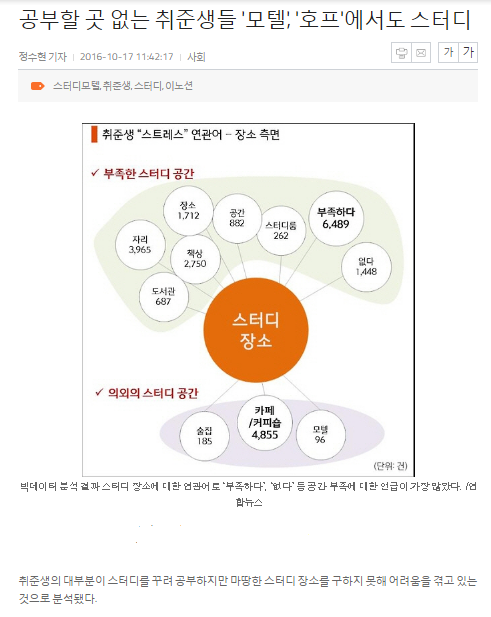 공부할 곳 없는 취준생들 '모텔', '호프'에서도 스터디
정수현 기자 | 2016-10-17 11:42:17 | 사회
가 가
스터디모텔, 취준생, 스터디, 이노션
취준생 "스트레스" 연관어 – 장소 측면
✓ 부족한 스터디 공간
장소
1,712
공간
882
스터디룸
262
부족하다
6,489
자리
3,965
책상
2,750
없다
1,448
도서관
687
스터디
장소
✓ 의외의 스터디 공간
술집
185
카페
/커피숍
4,855
모텔
96
(단위: 건)
빅데이터 분석 결과 스터디 장소에 대한 연관어로 '부족하다', '없다' 등 공간 부족에 대한 언급이 가장 많았다. /연
합뉴스
취준생의 대부분이 스터디를 꾸려 공부하지만 마땅한 스터디 장소를 구하지 못해 어려움을 겪고 있는
것으로 분석됐다.